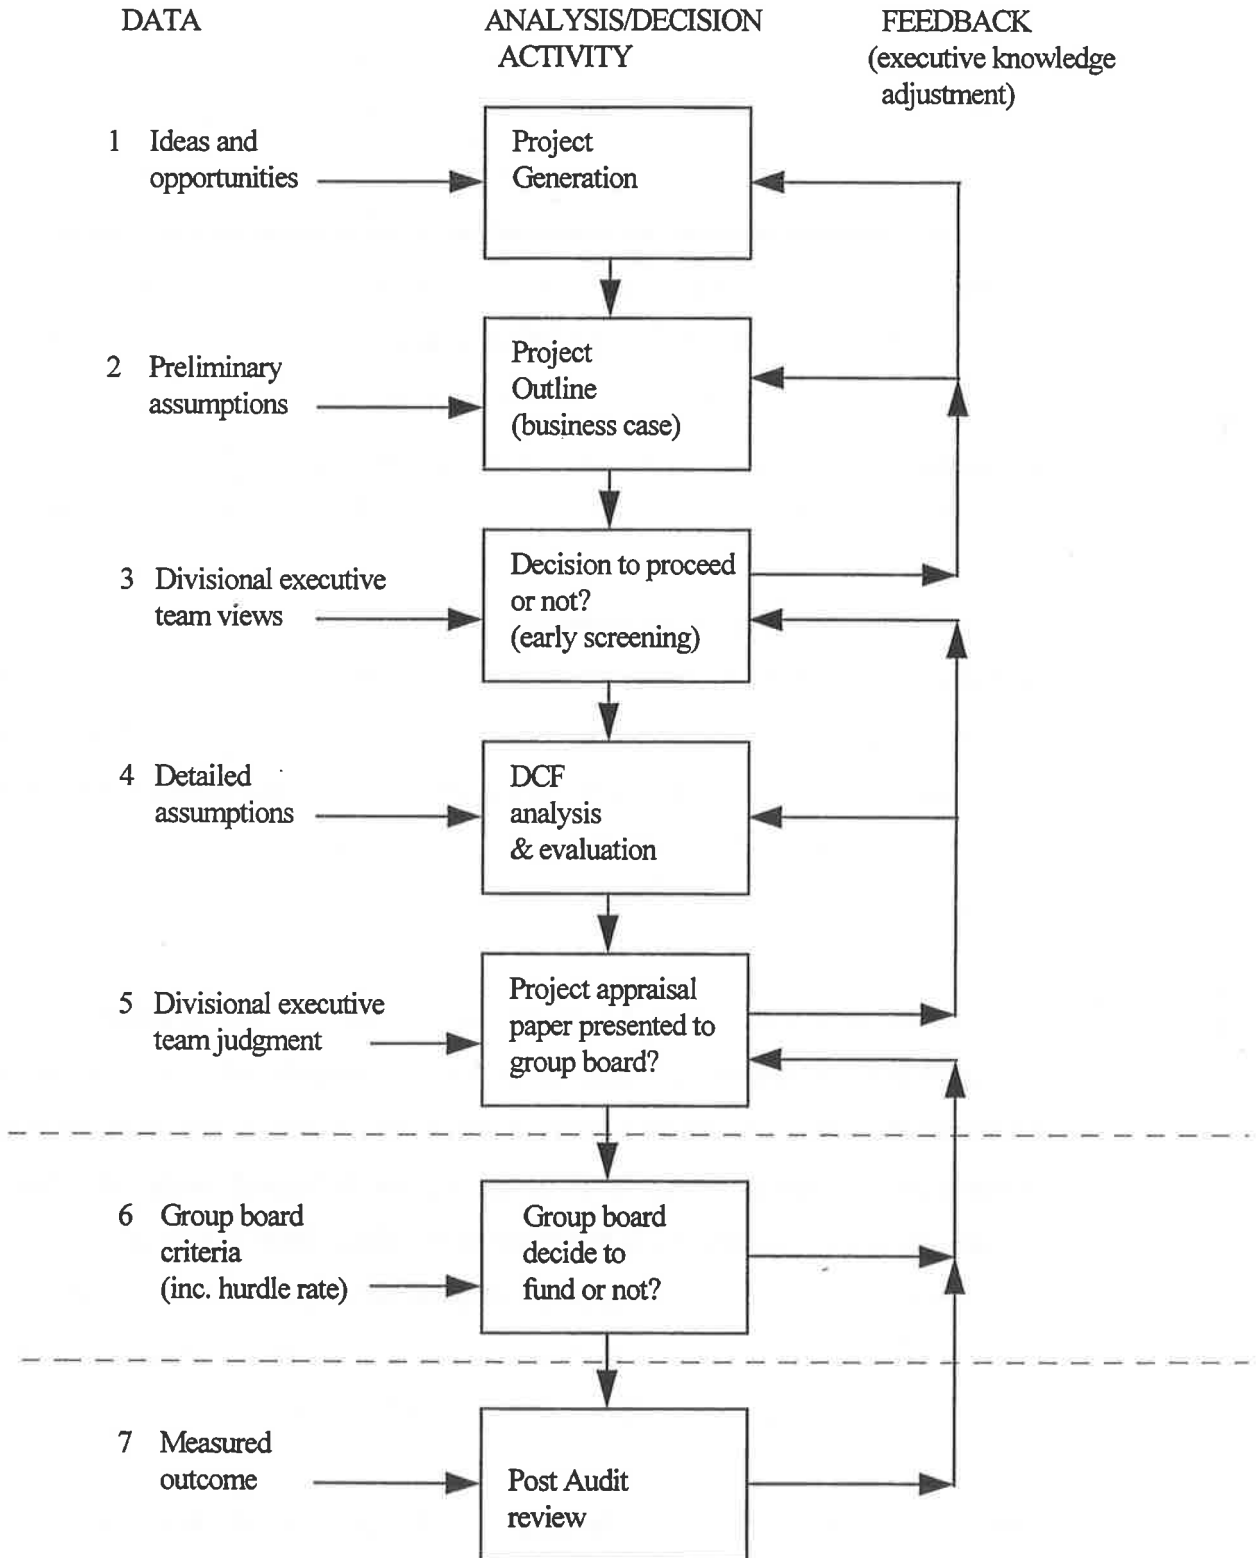 DATA
ANALYSIS/DECISION
ACTIVITY
FEEDBACK
(executive knowledge
adjustment)
1 Ideas and
opportunities
Project
Generation
2 Preliminary
assumptions
Project
Outline
(business case)
3 Divisional executive
team views
Decision to proceed
or not?
(early screening)
4 Detailed
assumptions
DCF
analysis
& evaluation
5 Divisional executive
team judgment
Project appraisal
paper presented to
group board?
6 Group board
criteria
(inc. hurdle rate)
Group board
decide to
fund or not?
7 Measured
outcome
Post Audit
review